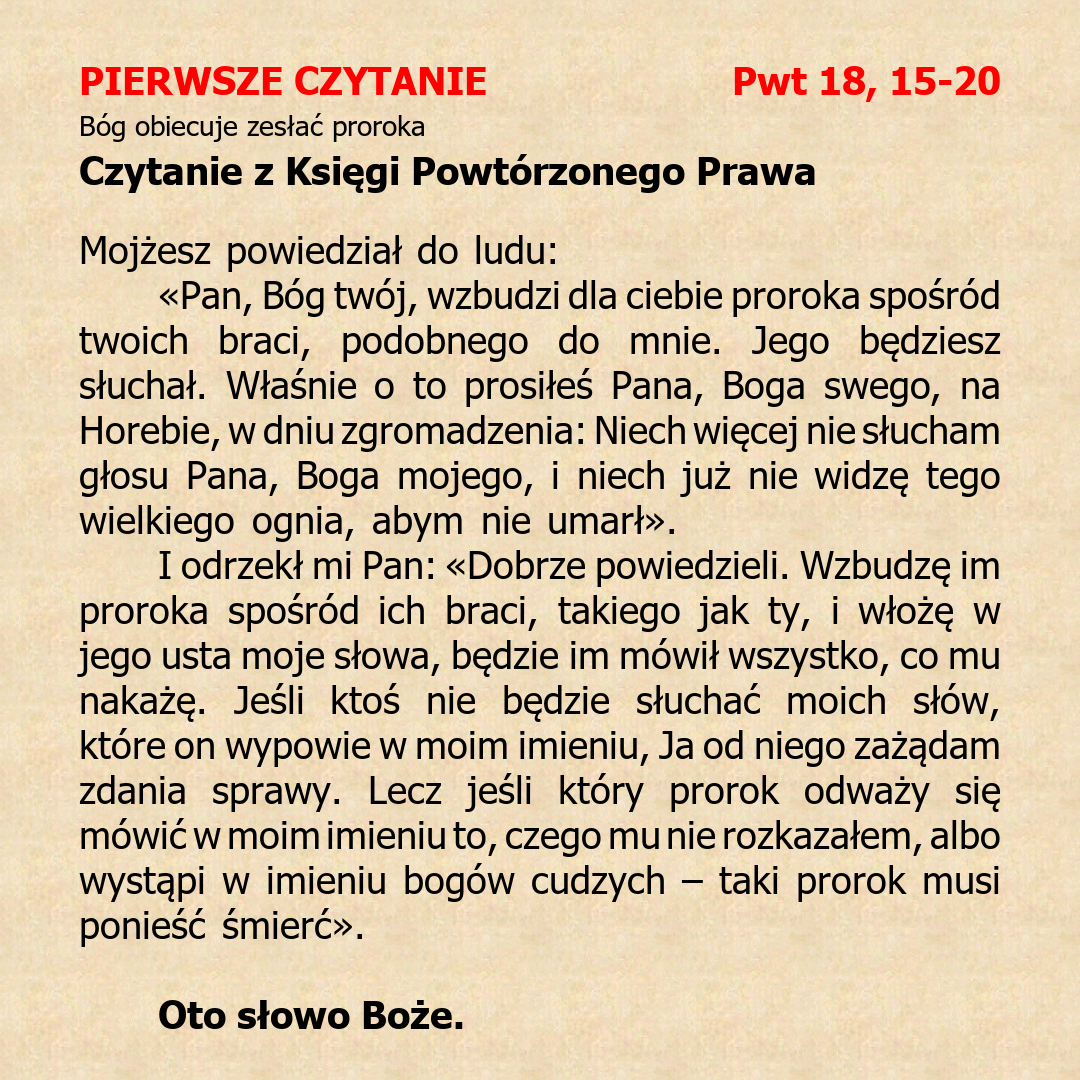 PIERWSZE CZYTANIE Pwt 18, 15-20
Bóg obiecuje zesłać proroka
Czytanie z Księgi Powtórzonego Prawa
Mojżesz powiedział do ludu:
«Pan, Bóg twój, wzbudzi dla ciebie proroka spośród
twoich braci, podobnego do mnie. Jego będziesz
słuchał. Właśnie o to prosiłeś Pana, Boga swego, na
Horebie, w dniu zgromadzenia: Niech więcej nie słucham
głosu Pana, Boga mojego, i niech już nie widzę tego
wielkiego ognia, abym nie umarł».
I odrzekł mi Pan: «Dobrze powiedzieli. Wzbudzę im
proroka spośród ich braci, takiego jak ty, i włożę w
jego usta moje słowa, będzie im mówił wszystko, co mu
nakażę. Jeśli ktoś nie będzie słuchać moich słów,
które on wypowie w moim imieniu, Ja od niego zażądam
zdania sprawy. Lecz jeśli który prorok odważy się
mówić w moim imieniu to, czego mu nie rozkazałem, albo
wystąpi w imieniu bogów cudzych – taki prorok musi
ponieść śmierć».
Oto słowo Boże.